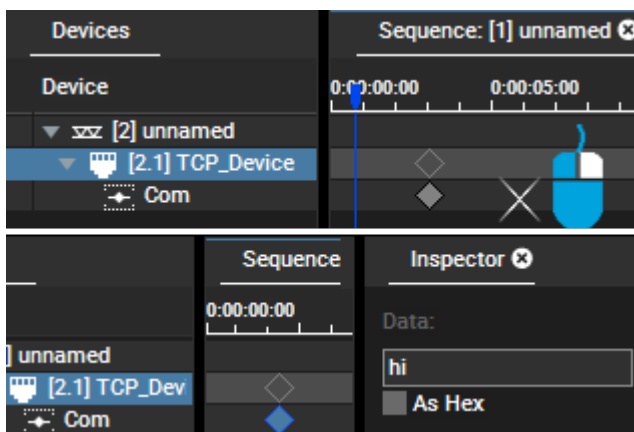 Devices
Sequence: [1] unnamed
Device
0:00:00:00
0:00:05:00
[2] unnamed
[2.1] TCP_Device
Com
Sequence
Inspector
0:00:00:00
Data:
] unnamed
hi
[2.1] TCP_Dev
As Hex
Com